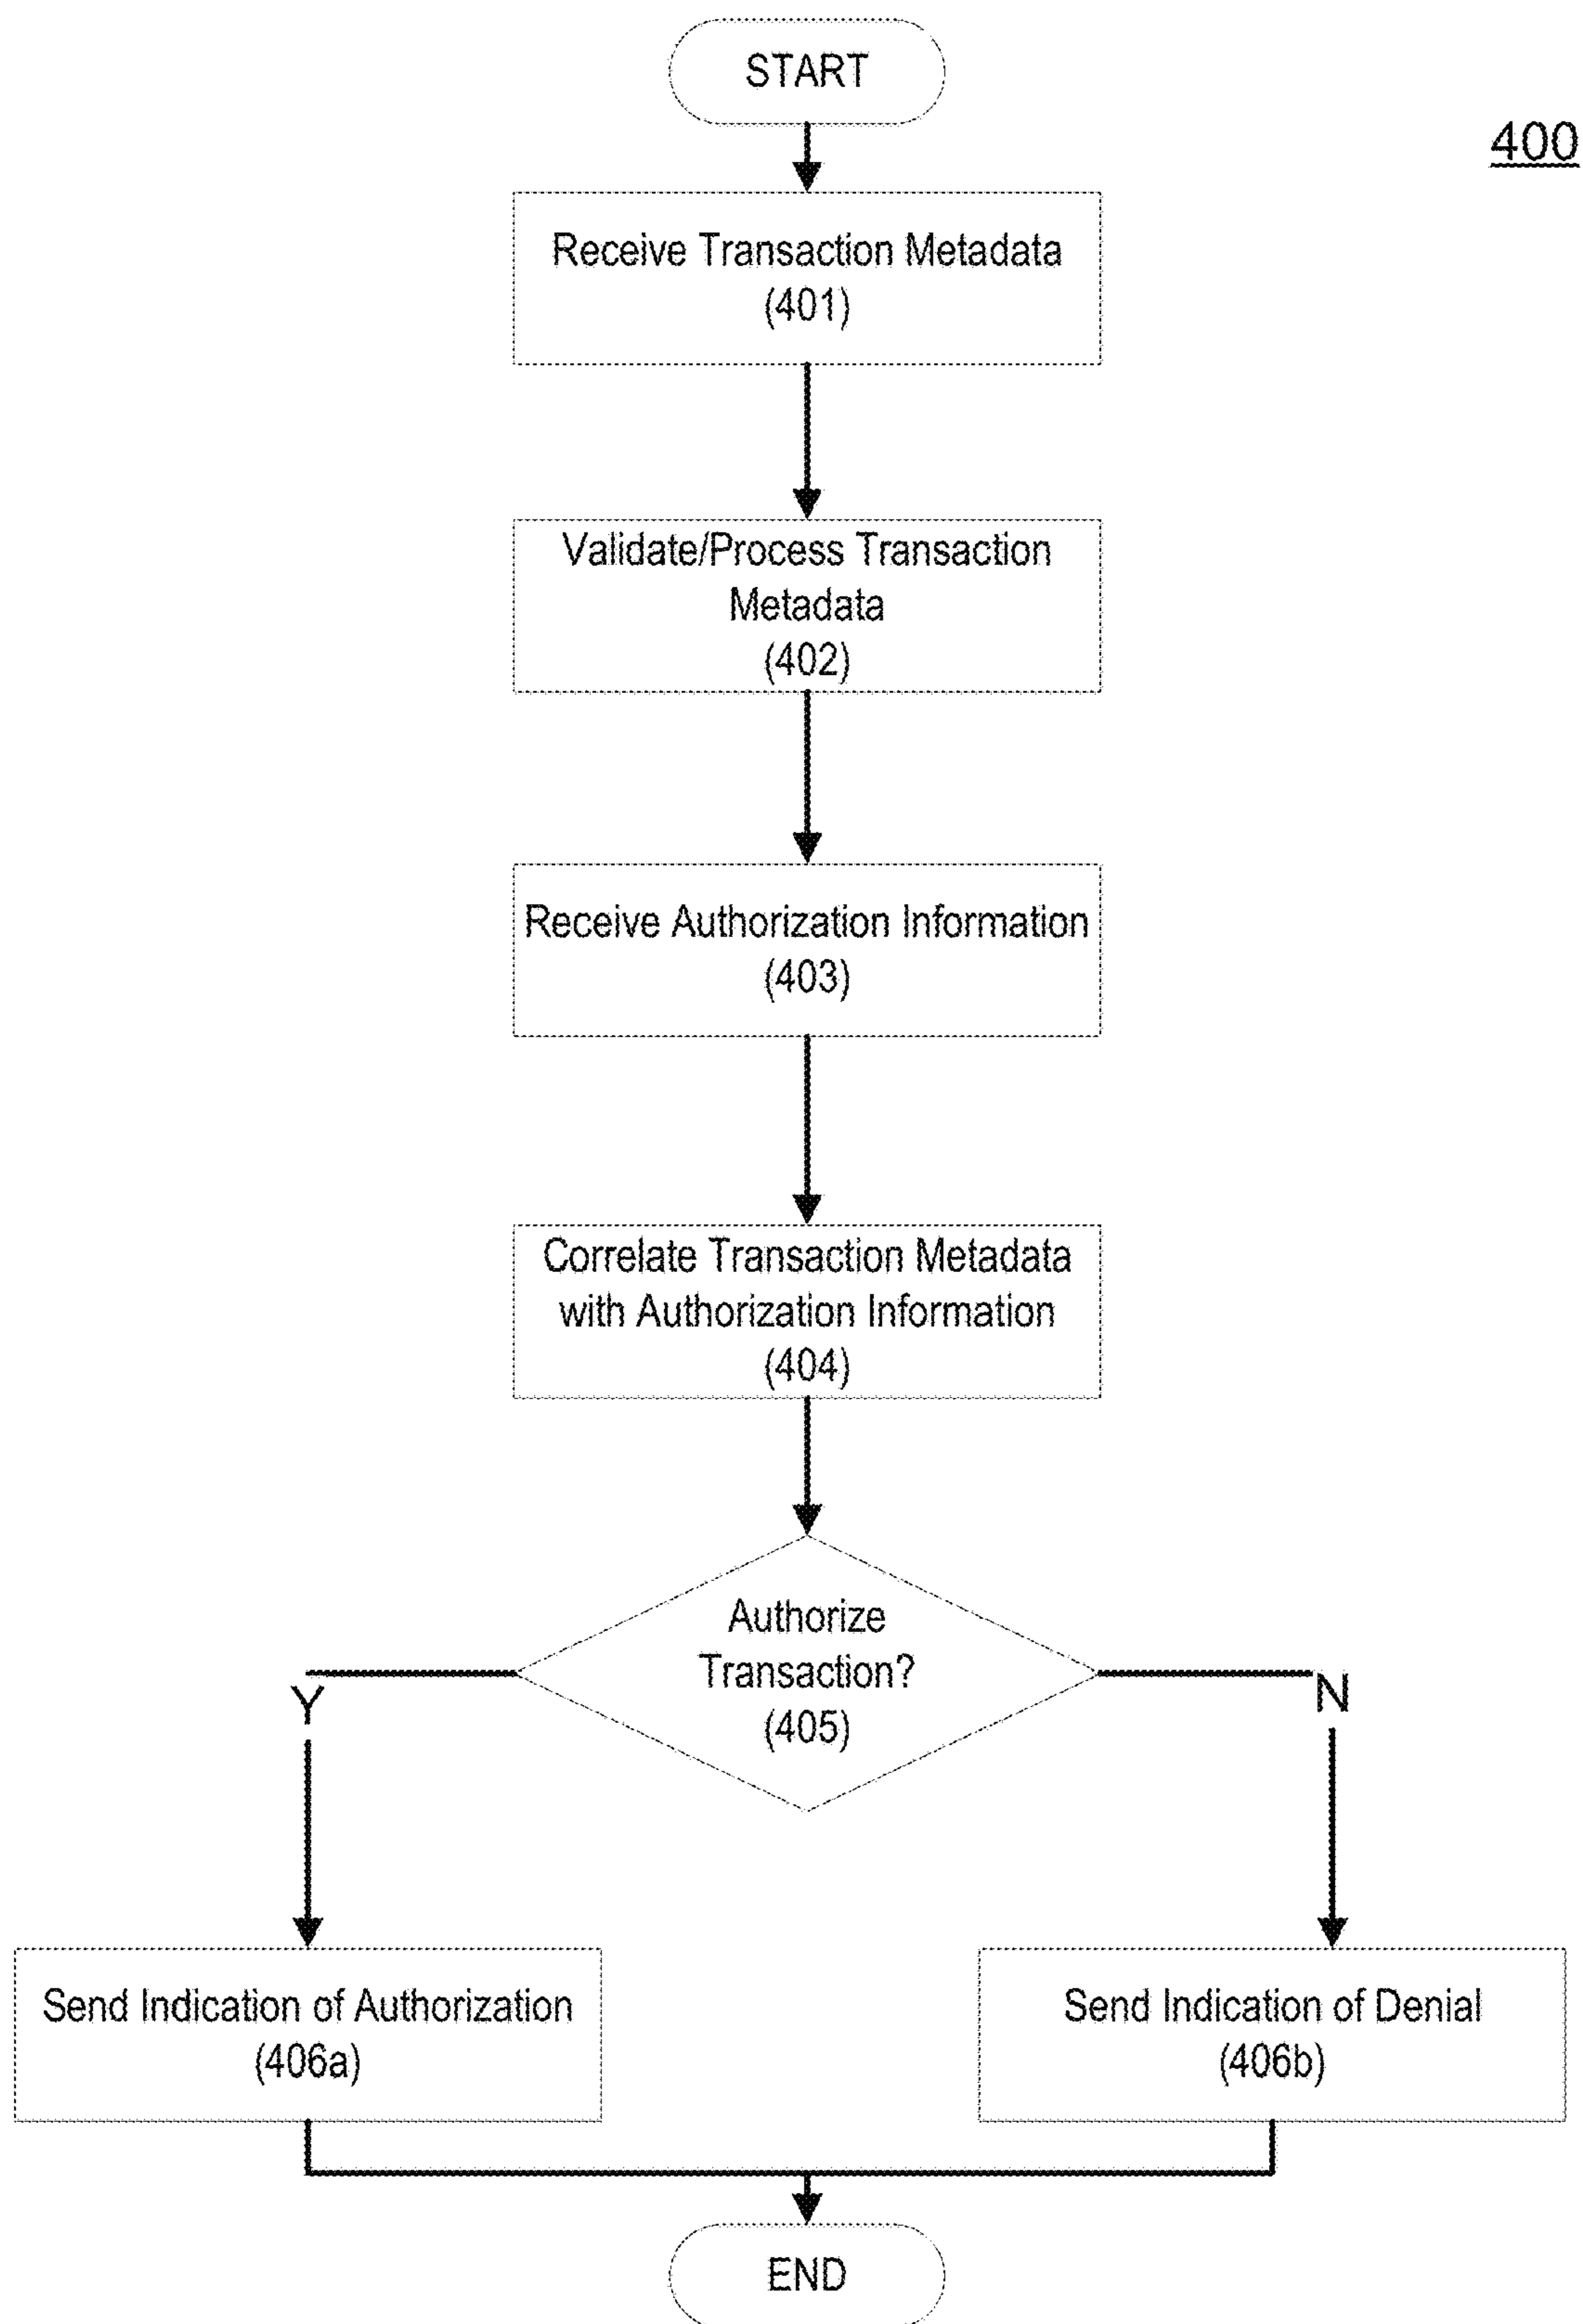 START
400
Receive Transaction Metadata
(401)
Validate/Process Transaction
Metadata
(402)
Receive Authorization Information
(403)
Correlate Transaction Metadata
with Authorization Information
(404)
Authorize
Transaction?
(405)
Y
N
Send Indication of Authorization
(406a)
Send Indication of Denial
(406b)
END